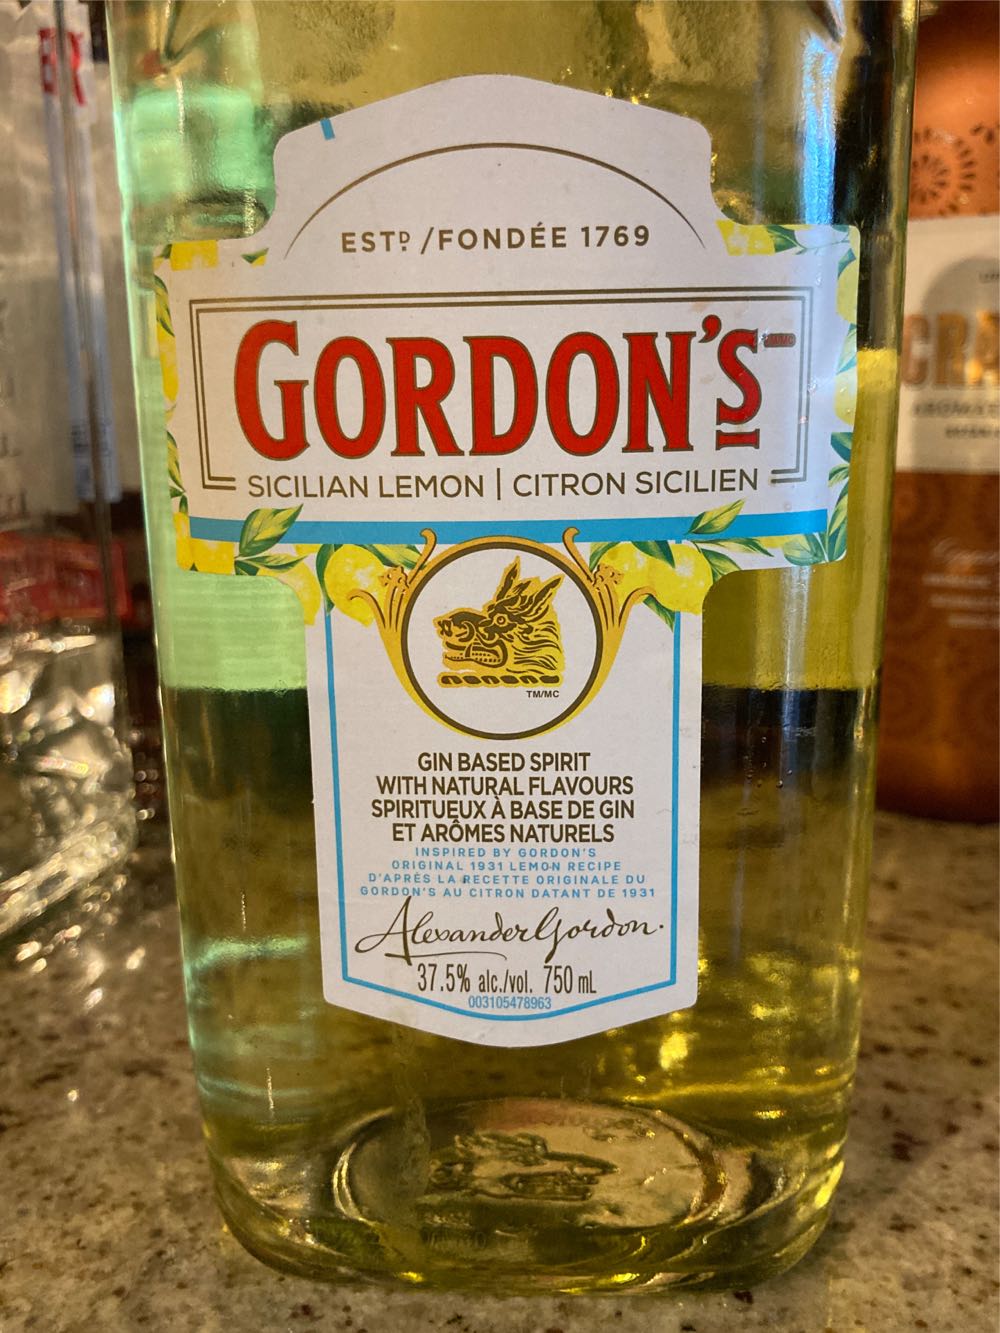 ESTD /FONDÉE 1769
GORDON'S TM/MC
SICILIAN LEMON | CITRON SICILIEN
TM/MC
GIN BASED SPIRIT
WITH NATURAL FLAVOURS
SPIRITUEUX À BASE DE GIN
ET ARÔMES NATURELS
INSPIRED BY GORDON'S
ORIGINAL 1931 LEMON RECIPE
D'APRÈS LA RECETTE ORIGINALE DU
GORDON'S AU CITRON DATANT DE 1931
Alexander Gordon.
37.5% alc./vol. 750 mL
003105478963